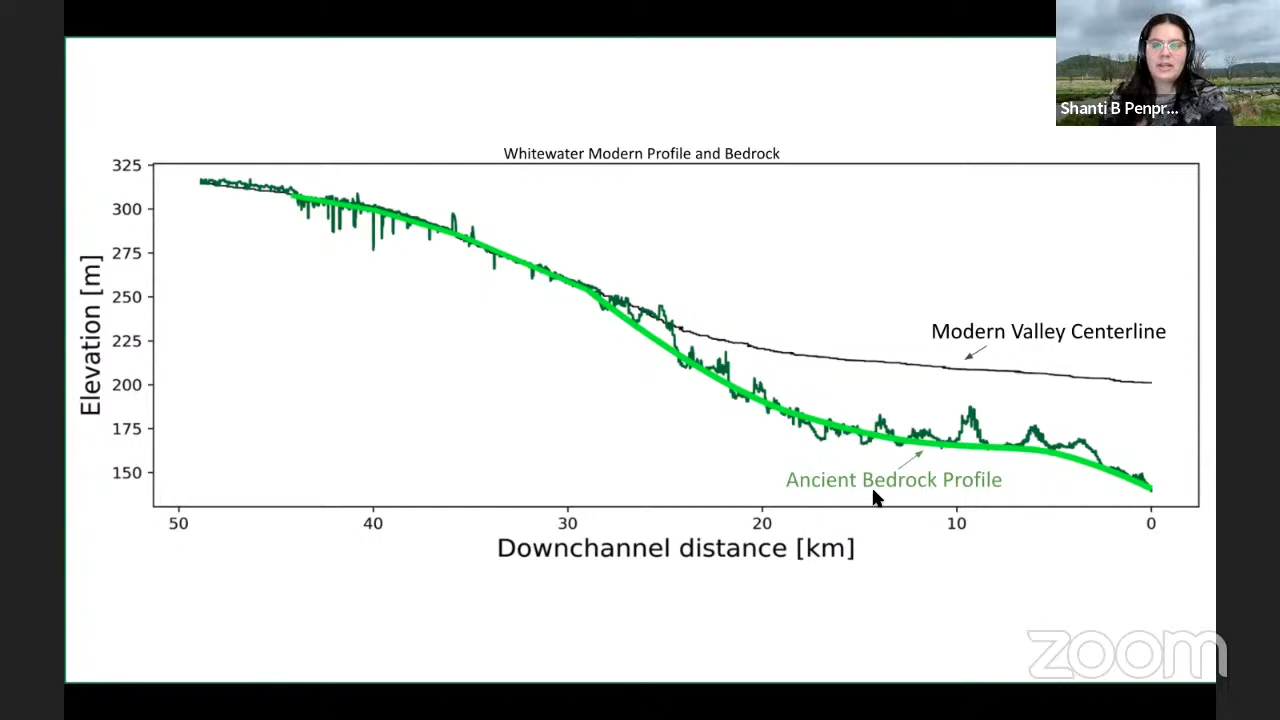 Shanti B Penpr...
Whitewater Modern Profile and Bedrock
325
300
275
250
225
200
175
150
Elevation [m]
Modern Valley Centerline
Ancient Bedrock Profile
50 40 30 20 10 0
Downchannel distance [km]
zoom